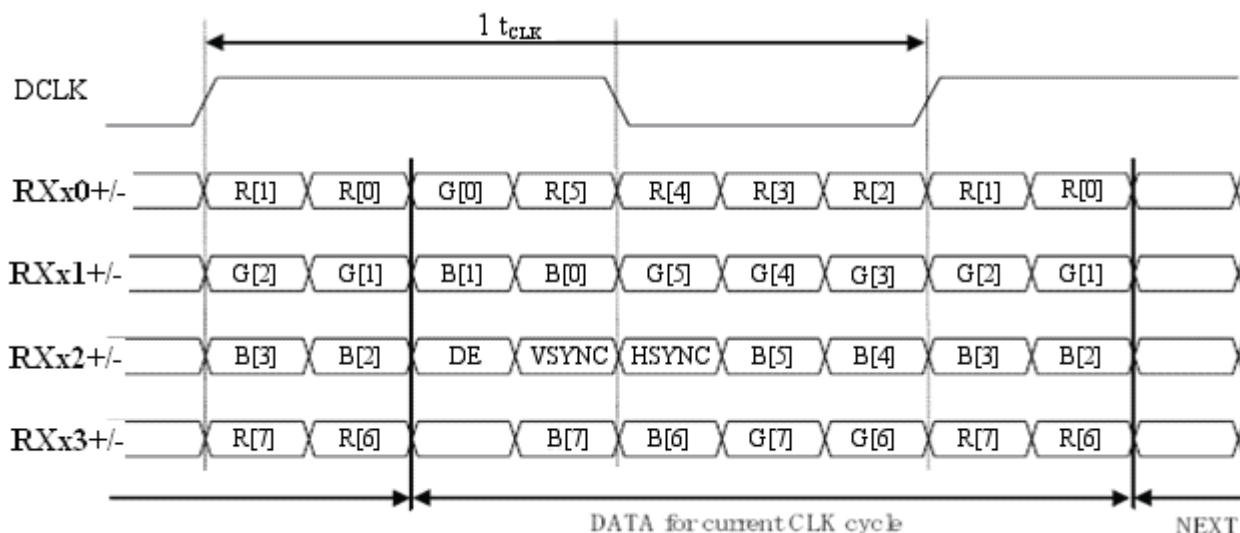 1 tCLK
DCLK
RXx0+/- R[1] R[0] G[0] R[5] R[4] R[3] R[2] R[1] R[0]
RXx1+/- G[2] G[1] B[1] B[0] G[5] G[4] G[3] G[2] G[1]
RXx2+/- B[3] B[2] DE VSYNC HSYNC B[5] B[4] B[3] B[2]
RXx3+/- R[7] R[6] B[7] B[6] G[7] G[6] R[7] R[6]
DATA for current CLK cycle NEXT